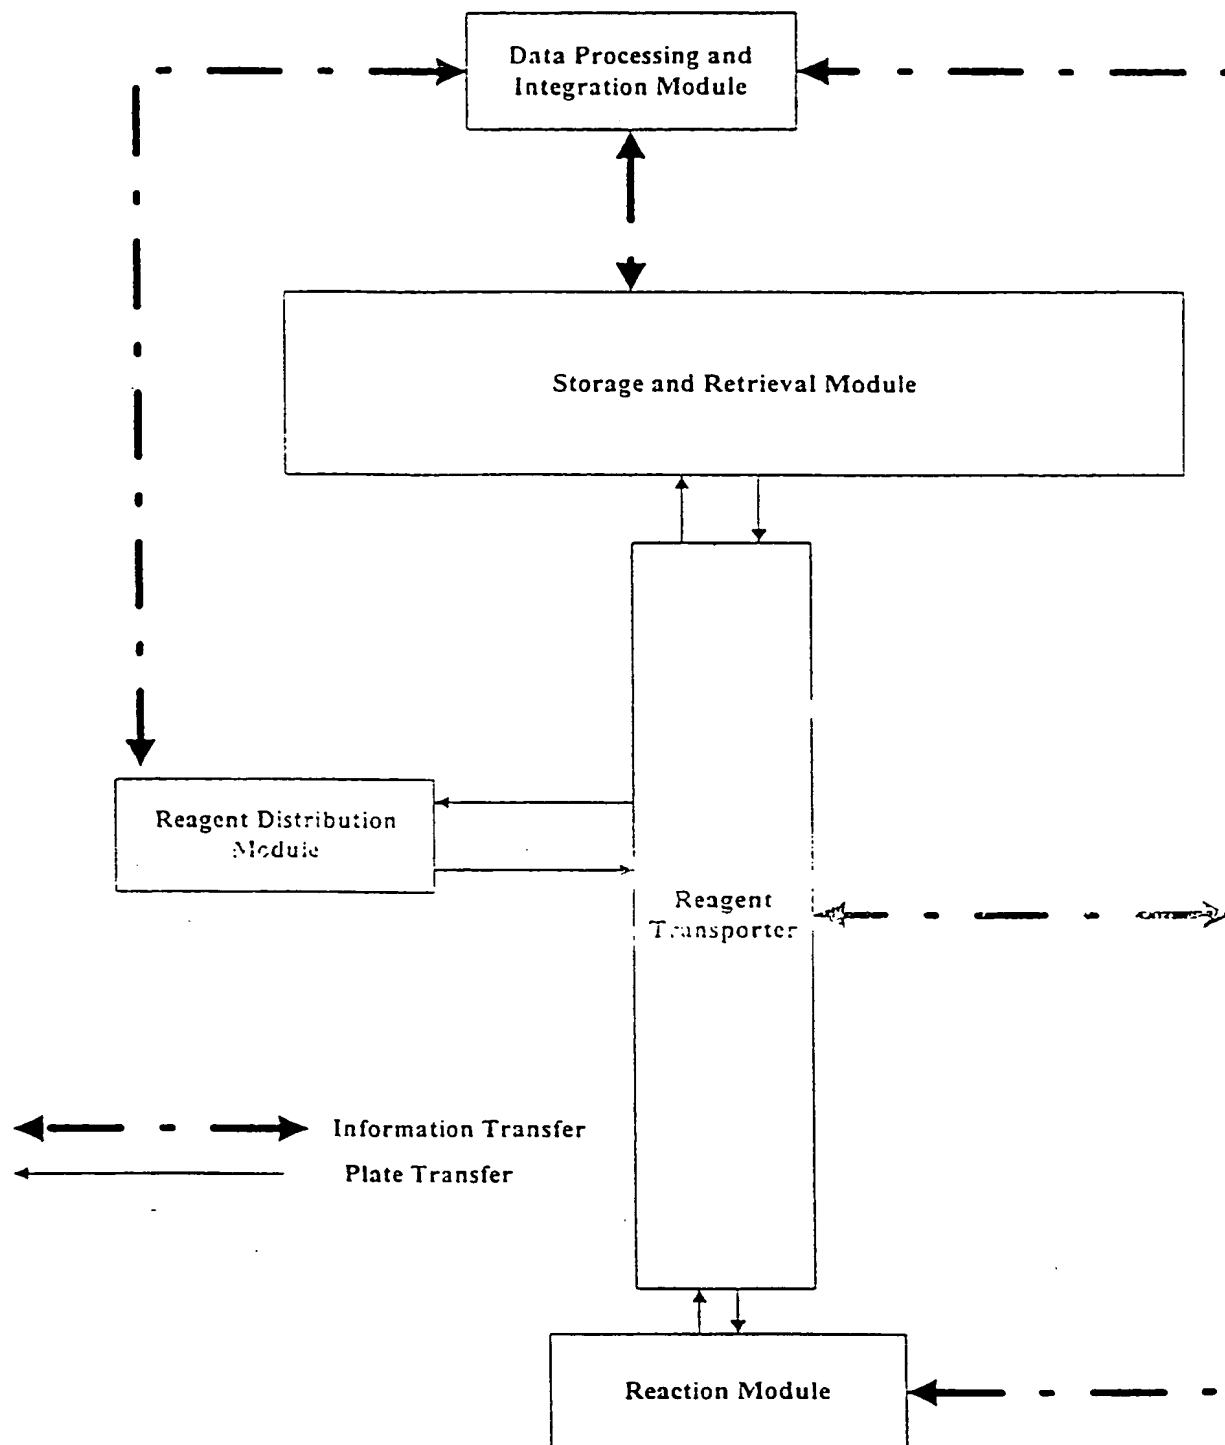 Data Processing and
Integration Module
Storage and Retrieval Module
Reagent Distribution
Module
Reagent
Transporter
Information Transfer
Plate Transfer
Reaction Module